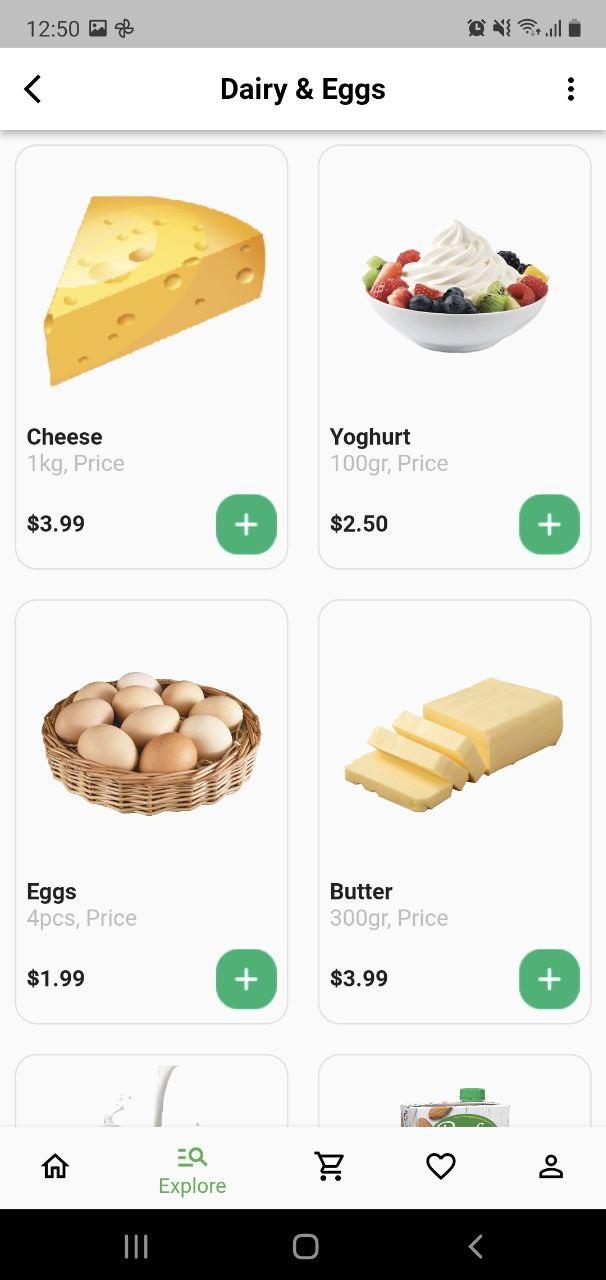 12:50
Dairy & Eggs
Cheese
1kg, Price
$3.99
Yoghurt
100gr, Price
$2.50
Eggs
4pcs, Price
$1.99
Butter
300gr, Price
$3.99
Explore